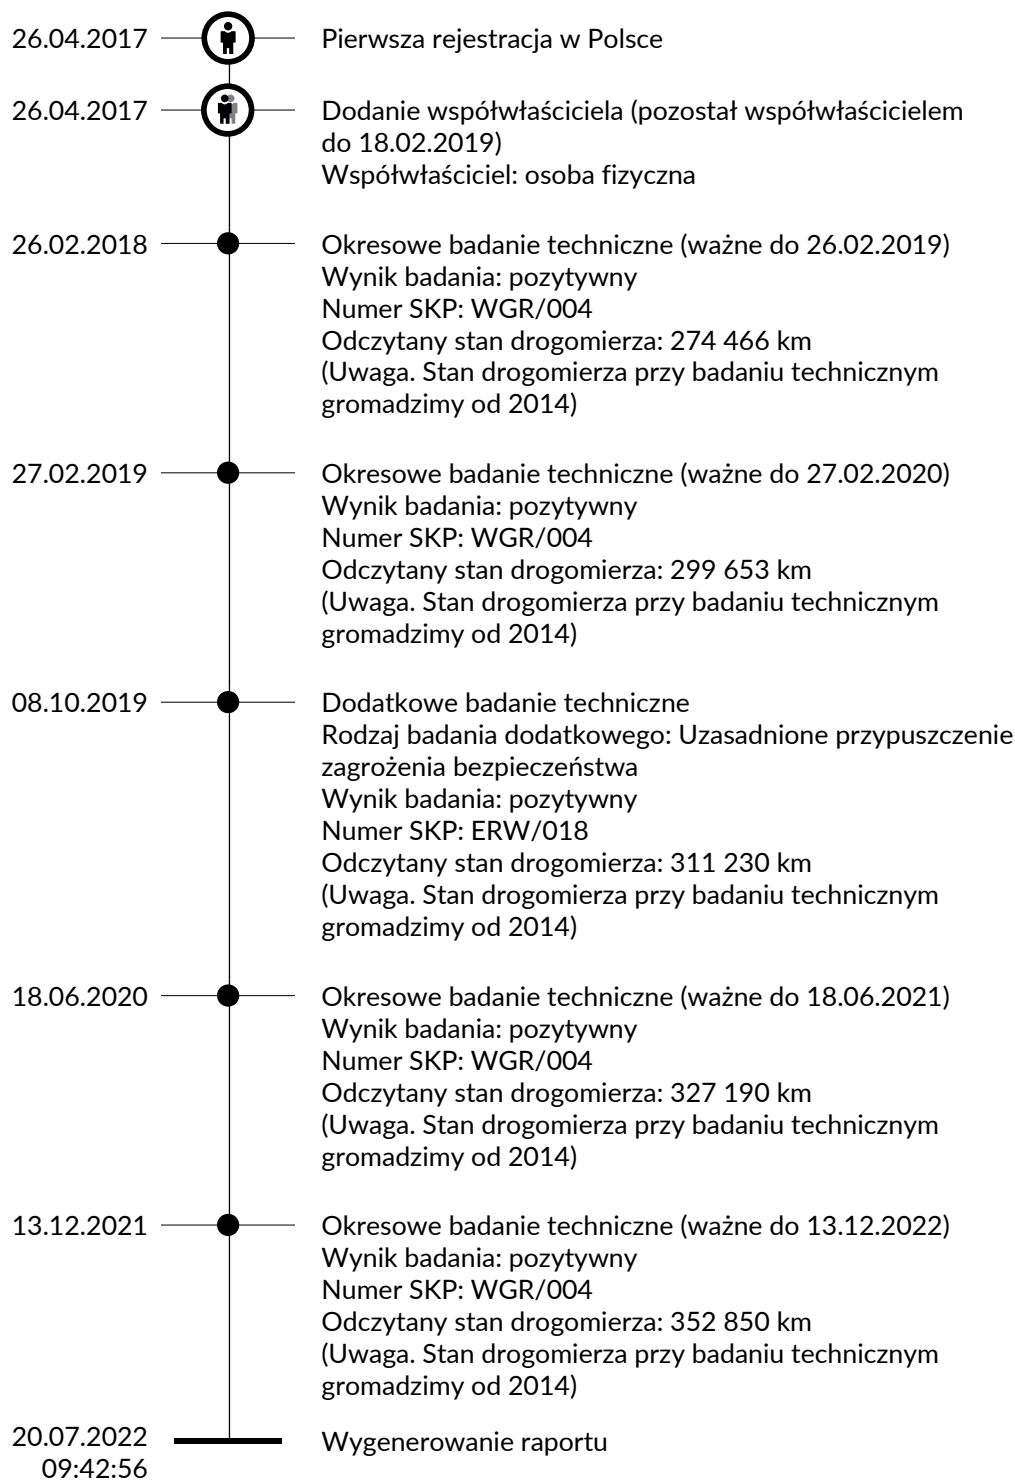 26.04.2017 Pierwsza rejestracja w Polsce
26.04.2017 Dodanie współwłaściciela (pozostał współwłaścicielem
do 18.02.2019)
Współwłaściciel: osoba fizyczna
26.02.2018 Okresowe badanie techniczne (ważne do 26.02.2019)
Wynik badania: pozytywny
Numer SKP: WGR/004
Odczytany stan drogomierza: 274 466 km
(Uwaga. Stan drogomierza przy badaniu technicznym
gromadzimy od 2014)
27.02.2019 Okresowe badanie techniczne (ważne do 27.02.2020)
Wynik badania: pozytywny
Numer SKP: WGR/004
Odczytany stan drogomierza: 299 653 km
(Uwaga. Stan drogomierza przy badaniu technicznym
gromadzimy od 2014)
08.10.2019 Dodatkowe badanie techniczne
Rodzaj badania dodatkowego: Uzasadnione przypuszczenie
zagrożenia bezpieczeństwa
Wynik badania: pozytywny
Numer SKP: ERW/018
Odczytany stan drogomierza: 311 230 km
(Uwaga. Stan drogomierza przy badaniu technicznym
gromadzimy od 2014)
18.06.2020 Okresowe badanie techniczne (ważne do 18.06.2021)
Wynik badania: pozytywny
Numer SKP: WGR/004
Odczytany stan drogomierza: 327 190 km
(Uwaga. Stan drogomierza przy badaniu technicznym
gromadzimy od 2014)
13.12.2021 Okresowe badanie techniczne (ważne do 13.12.2022)
Wynik badania: pozytywny
Numer SKP: WGR/004
Odczytany stan drogomierza: 352 850 km
(Uwaga. Stan drogomierza przy badaniu technicznym
gromadzimy od 2014)
20.07.2022 Wygenerowanie raportu
09:42:56